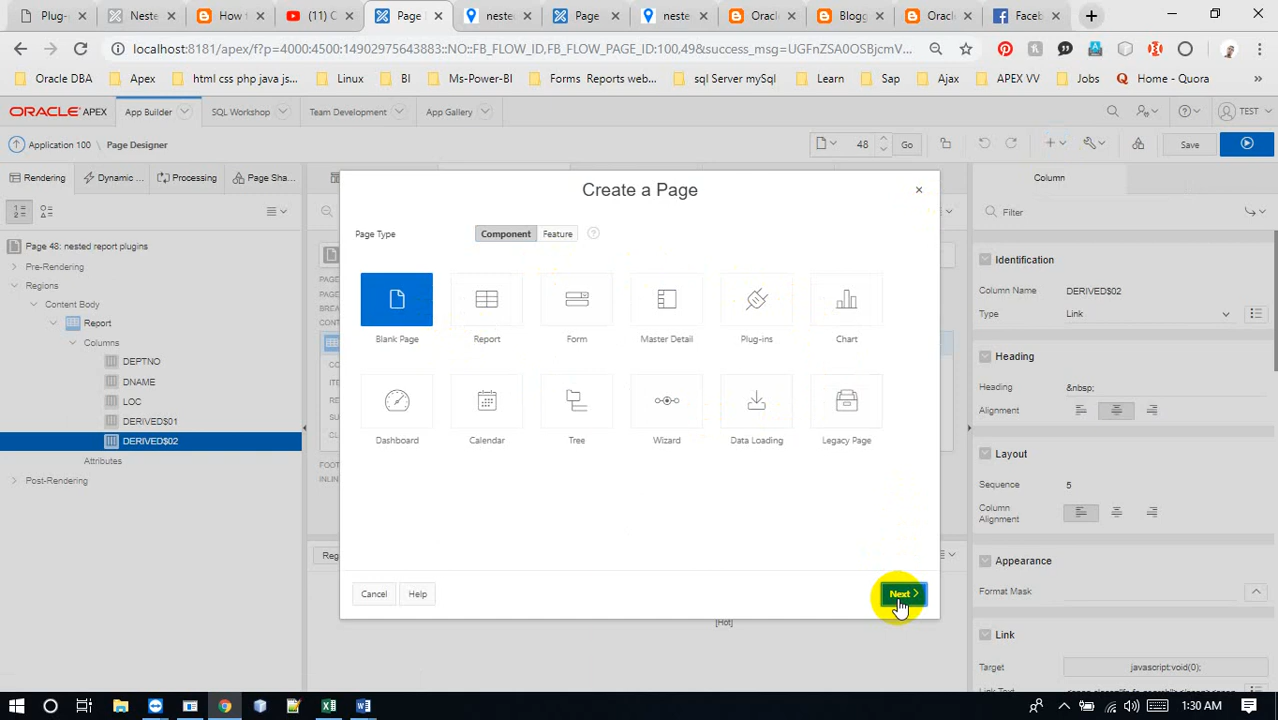 Plug-
Neste
How t
(11) C
Page
neste
Page
neste
Oracl
Blogg
Oracl
Faceb
localhost:8181/apex/f?p=4000:4500:14902975643883::NO::FB_FLOW_ID,FB_FLOW_PAGE_ID:100,49&success_msg=UGFnZSA0OSBjcmV...
Oracle DBA
Apex
html css php java js...
Linux
BI
Ms-Power-BI
Forms Reports web...
sql Server mySql
Learn
Sap
Ajax
APEX VV
Jobs
Home - Quora
»
ORACLE APEX
App Builder
SQL Workshop
Team Development
App Gallery
TEST
Application 100
Page Designer
48
Go
Save
Rendering
Dynamic ...
Processing
Page Sha...
Column
Create a Page
Filter
Page Type
Component
Feature
Page 48: nested report plugins
Pre-Rendering
Regions
Content Body
Report
Columns
DEPTNO
DNAME
LOC
DERIVED$01
DERIVED$02
Attributes
Post-Rendering
Blank Page
Report
Form
Master Detail
Plug-ins
Chart
Dashboard
Calendar
Tree
Wizard
Data Loading
Legacy Page
Cancel
Help
Next >
Identification
Column Name
DERIVED$02
Type
Link
Heading
Heading
&nbsp;
Alignment
Layout
Sequence
5
Column
Alignment
Appearance
Format Mask
Link
Target
javascript:void(0);
Link Text
Reg
[Hot]
1:30 AM